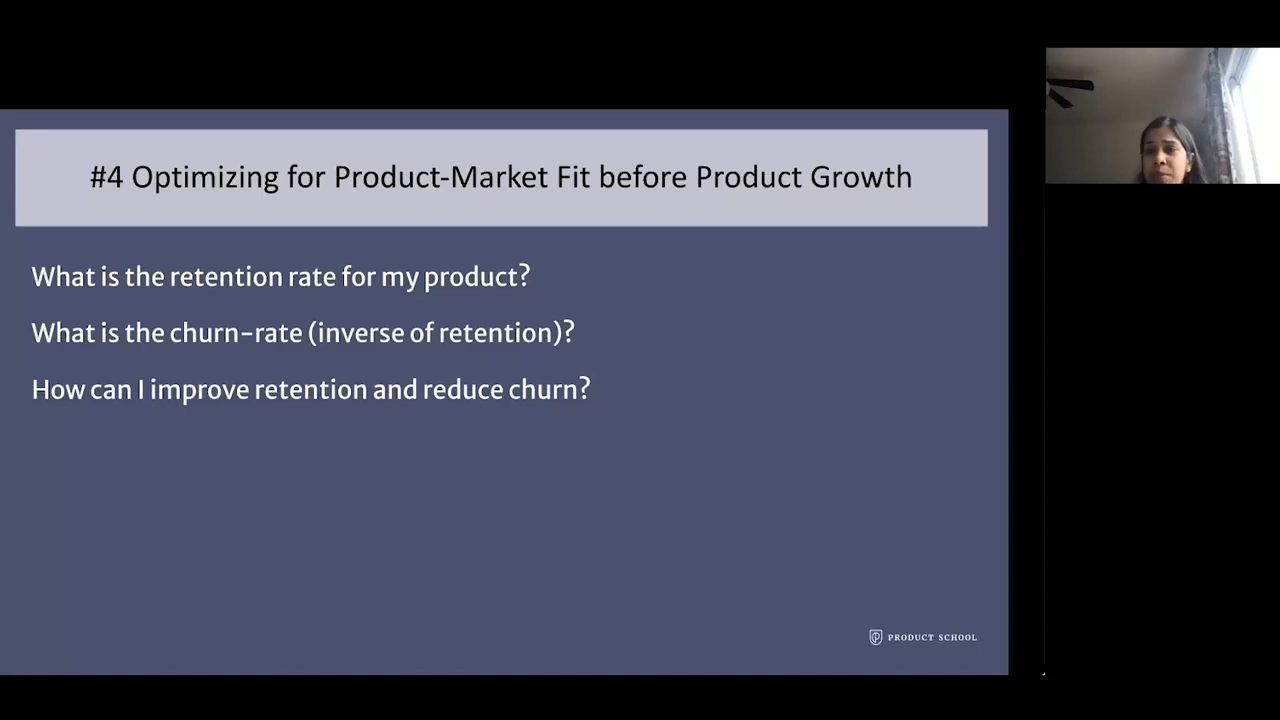 #4 Optimizing for Product-Market Fit before Product Growth
What is the retention rate for my product?
What is the churn-rate (inverse of retention)?
How can I improve retention and reduce churn?
PRODUCT SCHOOL